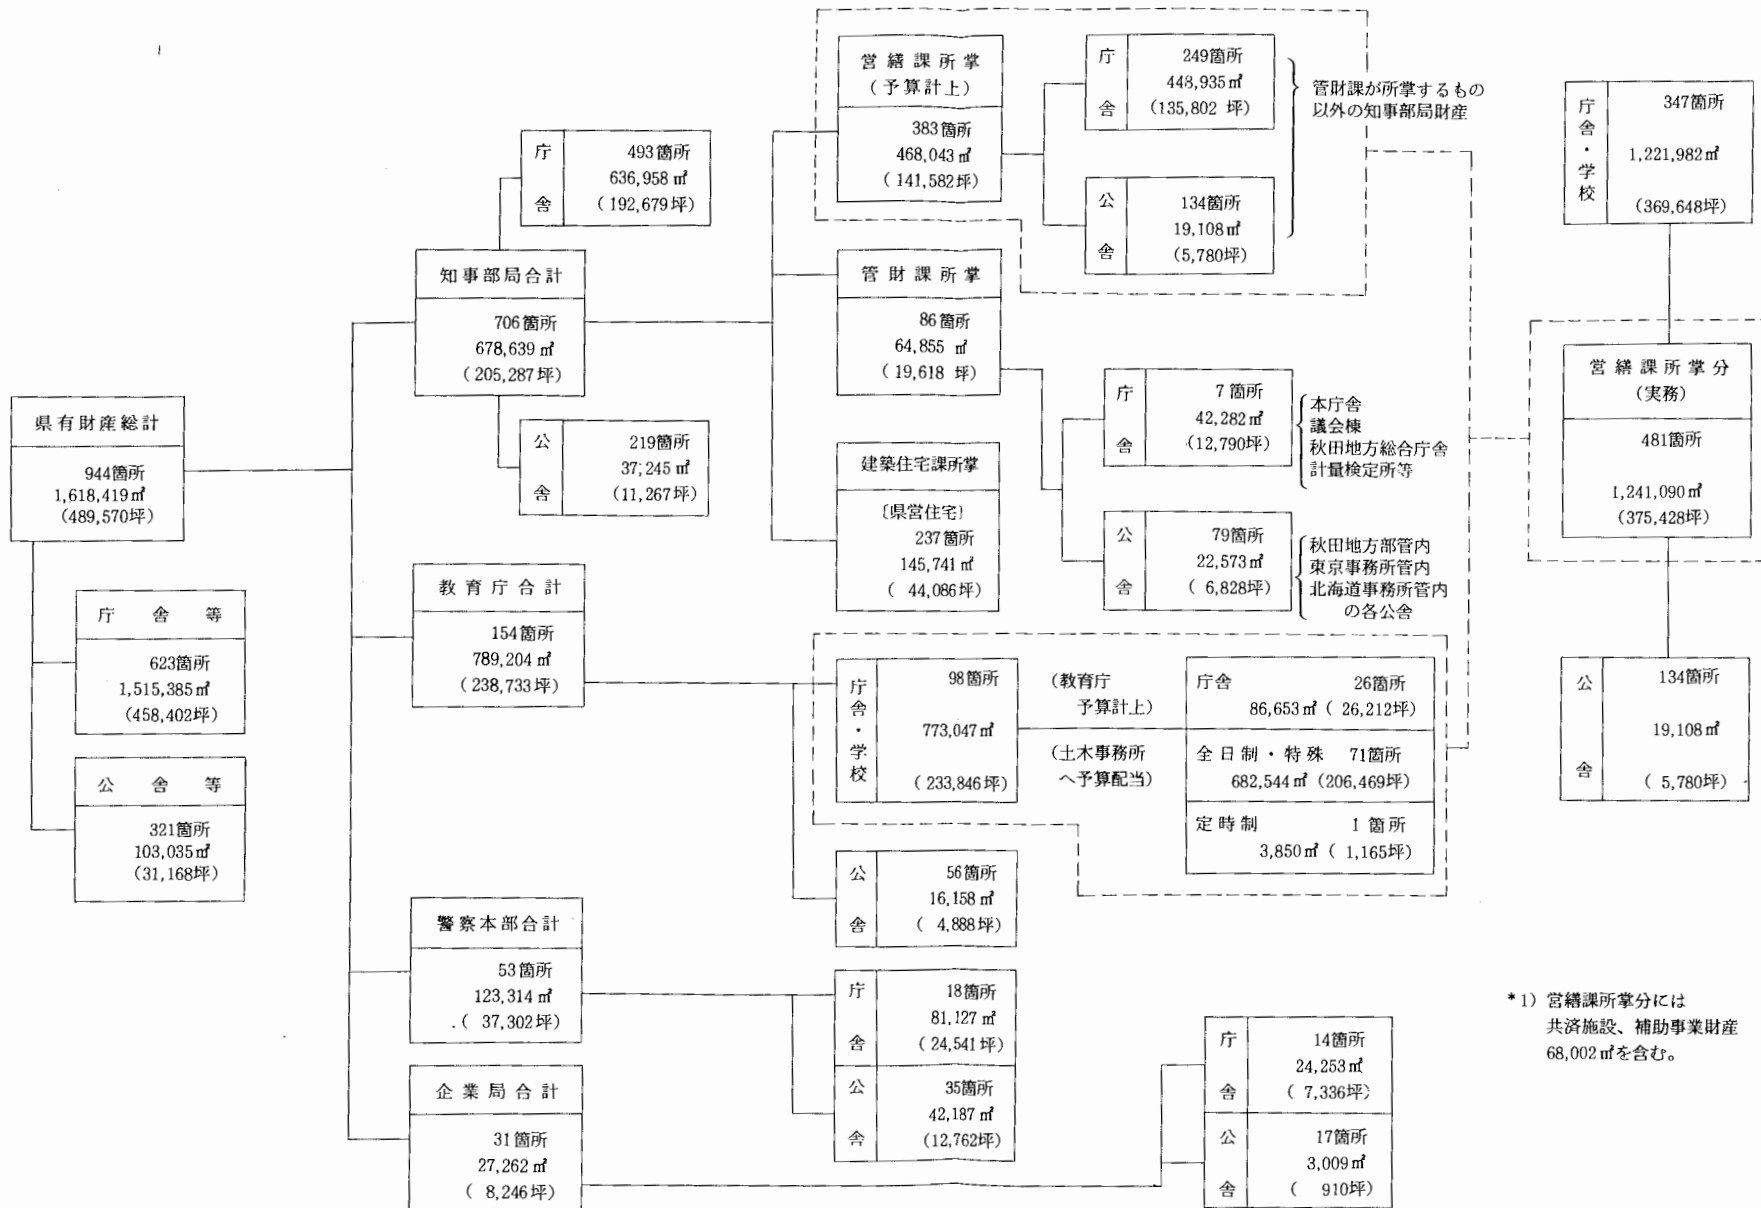 県有財産総計
944箇所
1,618,419㎡
(489,570坪)
庁舎等
623箇所
1,515,385㎡
(458,402坪)
公舎等
321箇所
103,035㎡
(31,168坪)
知事部局合計
706箇所
678,639㎡
(205,287坪)
庁舎
493箇所
636,958㎡
(192,679坪)
公舎
219箇所
37,245㎡
(11,267坪)
教育庁合計
154箇所
789,204㎡
(238,733坪)
警察本部合計
53箇所
123,314㎡
(37,302坪)
企業局合計
31箇所
27,262㎡
(8,246坪)
営繕課所掌
(予算計上)
383箇所
468,043㎡
(141,582坪)
庁舎
249箇所
448,935㎡
(135,802坪)
公舎
134箇所
19,108㎡
(5,780坪)
管財課が所掌するもの
以外の知事部局財産
管財課所掌
86箇所
64,855㎡
(19,618坪)
庁舎
7箇所
42,282㎡
(12,790坪)
本庁舎
議会棟
秋田地方総合庁舎
計量検定所等
公舎
79箇所
22,573㎡
(6,828坪)
秋田地方部管内
東京事務所管内
北海道事務所管内
の各公舎
建築住宅課所掌
〔県営住宅〕
237箇所
145,741㎡
(44,086坪)
庁舎・学校
98箇所
773,047㎡
(233,846坪)
(教育庁
予算計上)
(土木事務所
へ予算配当)
庁舎 26箇所
86,653㎡(26,212坪)
全日制・特殊 71箇所
682,544㎡(206,469坪)
定時制 1箇所
3,850㎡(1,165坪)
公舎
56箇所
16,158㎡
(4,888坪)
庁舎
18箇所
81,127㎡
(24,541坪)
公舎
35箇所
42,187㎡
(12,762坪)
庁舎
14箇所
24,253㎡
(7,336坪)
公舎
17箇所
3,009㎡
(910坪)
庁舎・学校
347箇所
1,221,982㎡
(369,648坪)
営繕課所掌分
(実務)
481箇所
1,241,090㎡
(375,428坪)
公舎
134箇所
19,108㎡
(5,780坪)
*1) 営繕課所掌分には
共済施設、補助事業財産
68,002㎡を含む。